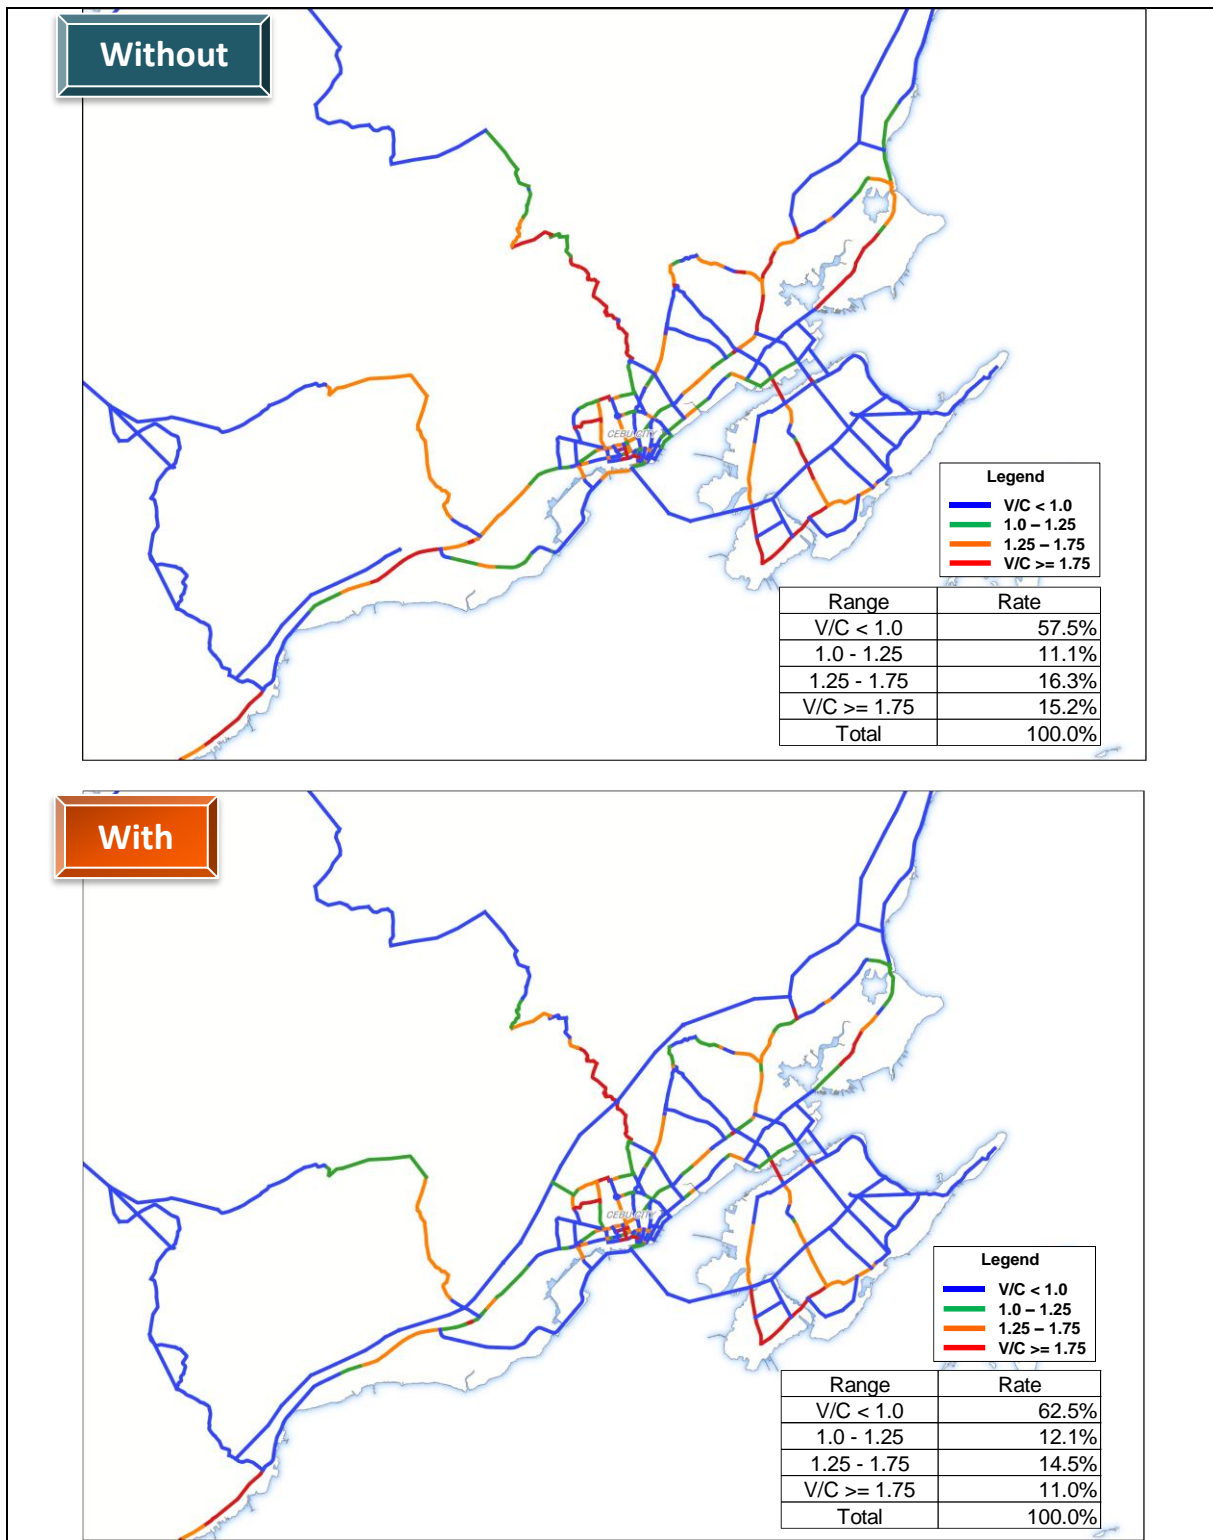 Without
CEBU CITY
Legend
V/C < 1.0
1.0 – 1.25
1.25 – 1.75
V/C >= 1.75
Range Rate
V/C < 1.0 57.5%
1.0 - 1.25 11.1%
1.25 - 1.75 16.3%
V/C >= 1.75 15.2%
Total 100.0%
With
CEBU CITY
Legend
V/C < 1.0
1.0 – 1.25
1.25 – 1.75
V/C >= 1.75
Range Rate
V/C < 1.0 62.5%
1.0 - 1.25 12.1%
1.25 - 1.75 14.5%
V/C >= 1.75 11.0%
Total 100.0%